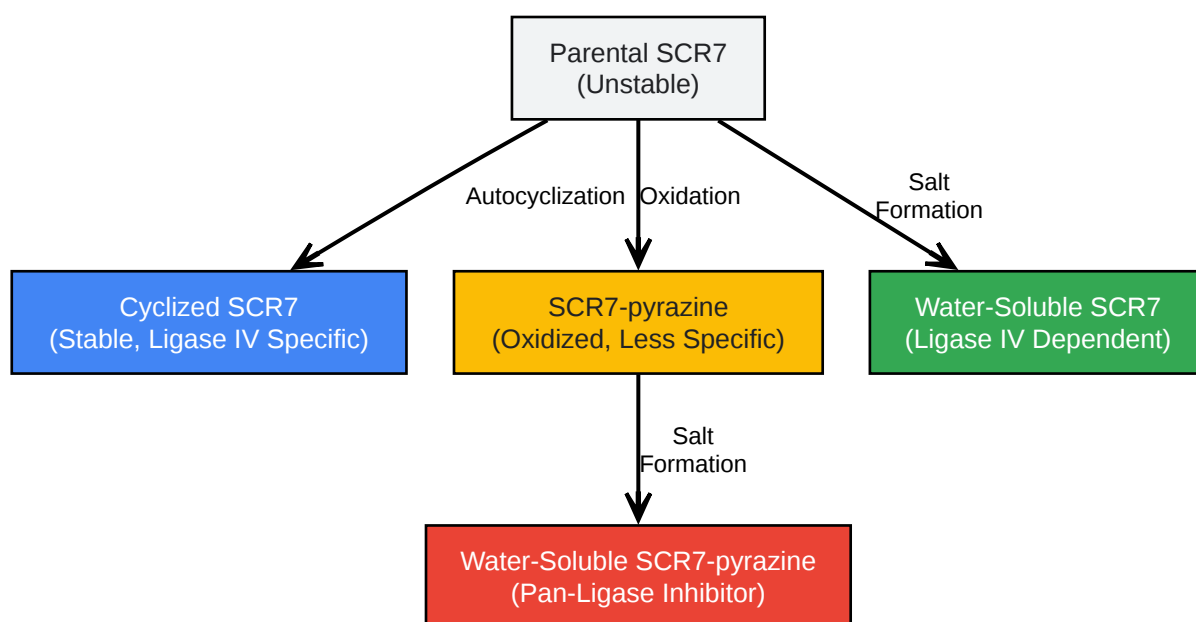 Parental SCR7
(Unstable)
Autocyclization
Oxidation
Salt
Formation
Cyclized SCR7
(Stable, Ligase IV Specific)
SCR7-pyrazine
(Oxidized, Less Specific)
Water-Soluble SCR7
(Ligase IV Dependent)
Salt
Formation
Water-Soluble SCR7-pyrazine
(Pan-Ligase Inhibitor)